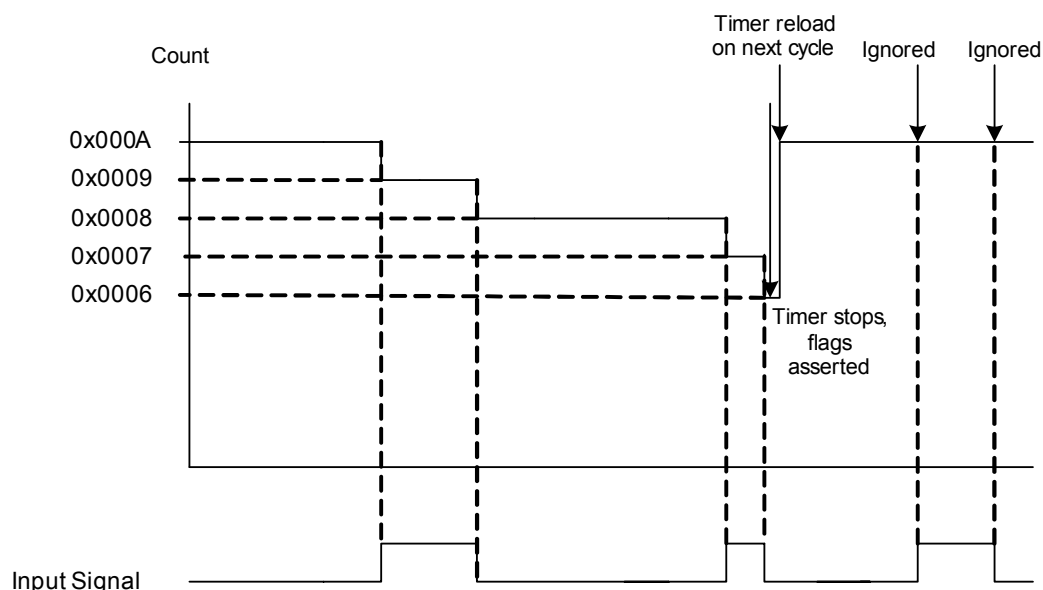 Timer reload
on next cycle
Ignored
Ignored
Count
0x000A
0x0009
0x0008
0x0007
0x0006
Timer stops,
flags
asserted
Input Signal